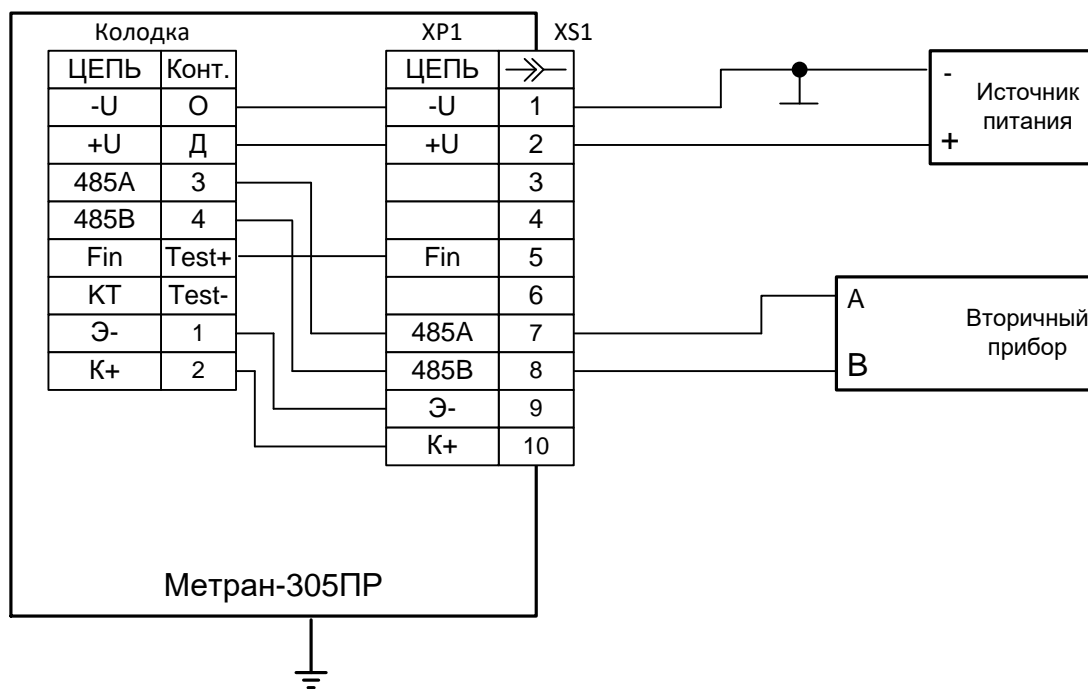 Колодка XP1 XS1
ЦЕПЬ Конт. ЦЕПЬ
-U О -U 1
+U Д +U 2
485A 3 3
485B 4 4
Fin Test+ Fin 5
КТ Test- 6
Э- 1 485A 7
К+ 2 485B 8
Э- 9
К+ 10
- Источник
питания
+
A
Вторичный
прибор
B
Метран-305ПР